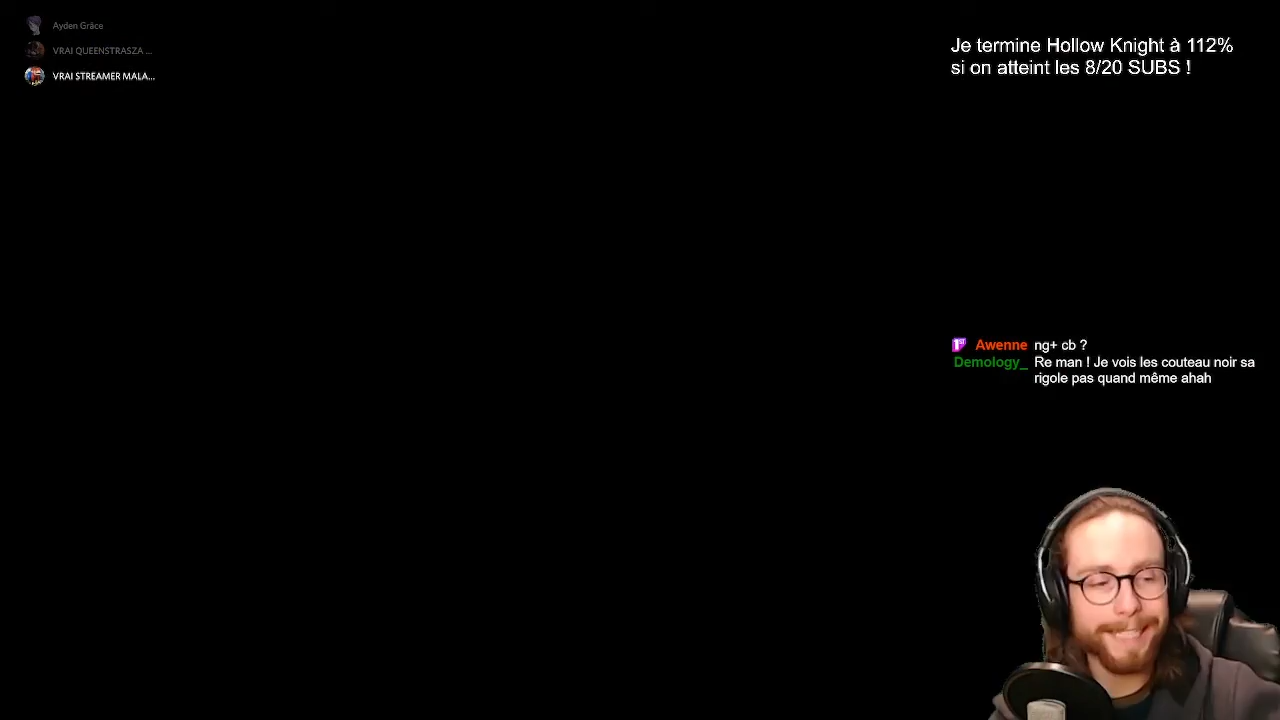 Ayden Grâce
VRAI QUEENSTRASZA ...
VRAI STREAMER MALA...
Je termine Hollow Knight à 112%
si on atteint les 8/20 SUBS !
1ST Awenne ng+ cb ?
Demology_ Re man ! Je vois les couteau noir sa
rigole pas quand même ahah